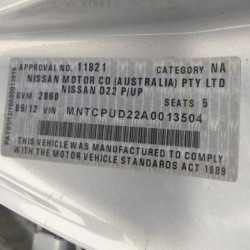 APPROVAL NO. 11821 CATEGORY NA
NISSAN MOTOR CO (AUSTRALIA) PTY LTD
NISSAN D22 P/UP
GVM 2860 SEATS 5
05/12 VIN MNTCPUD22A0013504
THIS VEHICLE WAS MANUFACTURED TO COMPLY WITH
THE MOTOR VEHICLE STANDARDS ACT 1989